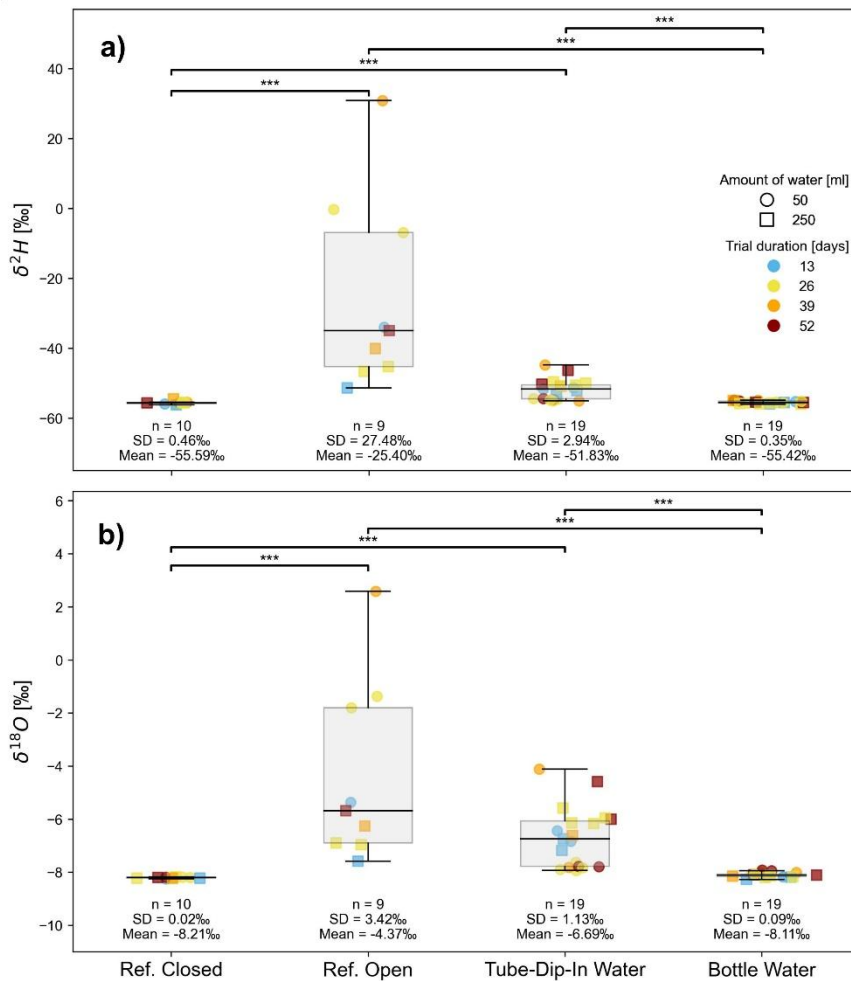 a)
***
***
***
***
40
20
0
−20
−40
−60
δ²H [‰]
Amount of water [ml]
50
250
Trial duration [days]
13
26
39
52
n = 10
SD = 0.46‰
Mean = -55.59‰
n = 9
SD = 27.48‰
Mean = -25.40‰
n = 19
SD = 2.94‰
Mean = -51.83‰
n = 19
SD = 0.35‰
Mean = -55.42‰
b)
***
***
***
***
6
4
2
0
−2
−4
−6
−8
−10
δ¹⁸O [‰]
n = 10
SD = 0.02‰
Mean = -8.21‰
n = 9
SD = 3.42‰
Mean = -4.37‰
n = 19
SD = 1.13‰
Mean = -6.69‰
n = 19
SD = 0.09‰
Mean = -8.11‰
Ref. Closed
Ref. Open
Tube-Dip-In Water
Bottle Water